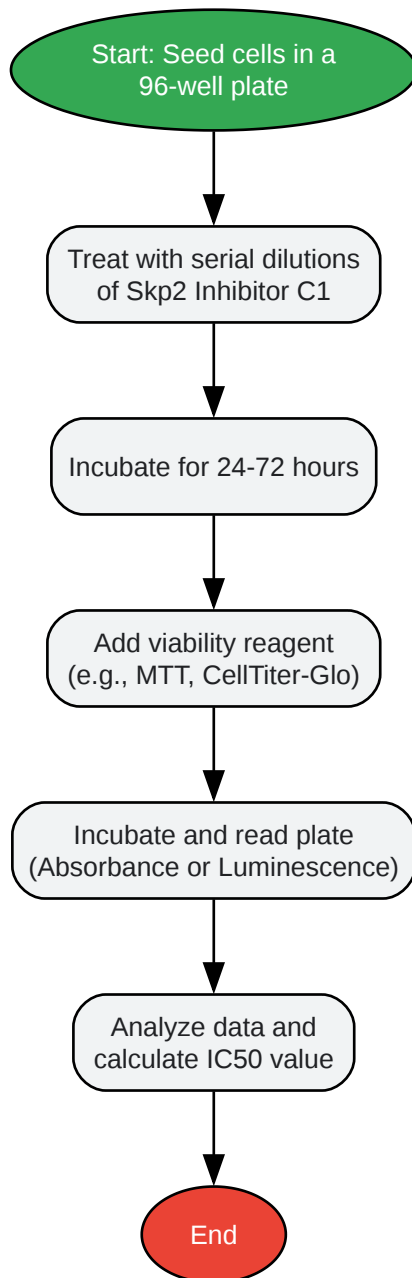 Start: Seed cells in a
96-well plate
Treat with serial dilutions
of Skp2 Inhibitor C1
Incubate for 24-72 hours
Add viability reagent
(e.g., MTT, CellTiter-Glo)
Incubate and read plate
(Absorbance or Luminescence)
Analyze data and
calculate IC50 value
End